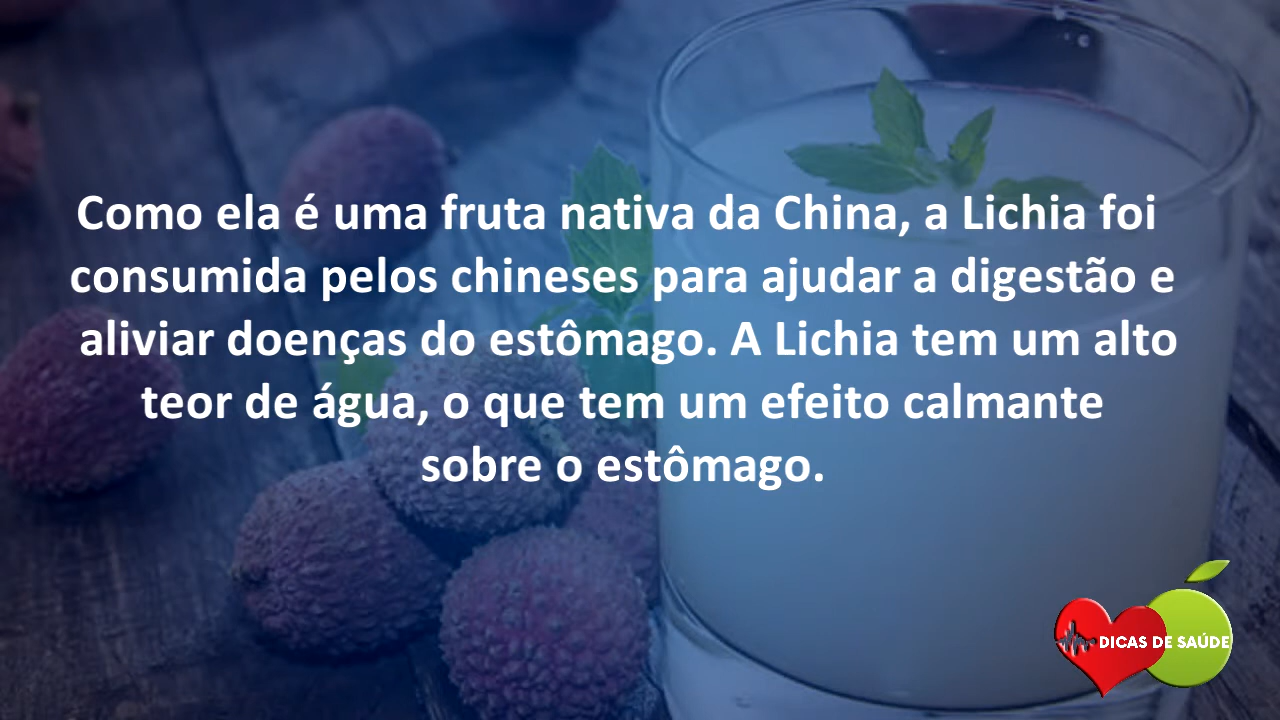 Como ela é uma fruta nativa da China, a Lichia foi
consumida pelos chineses para ajudar a digestão e
aliviar doenças do estômago. A Lichia tem um alto
teor de água, o que tem um efeito calmante
sobre o estômago.
DICAS DE SAÚDE